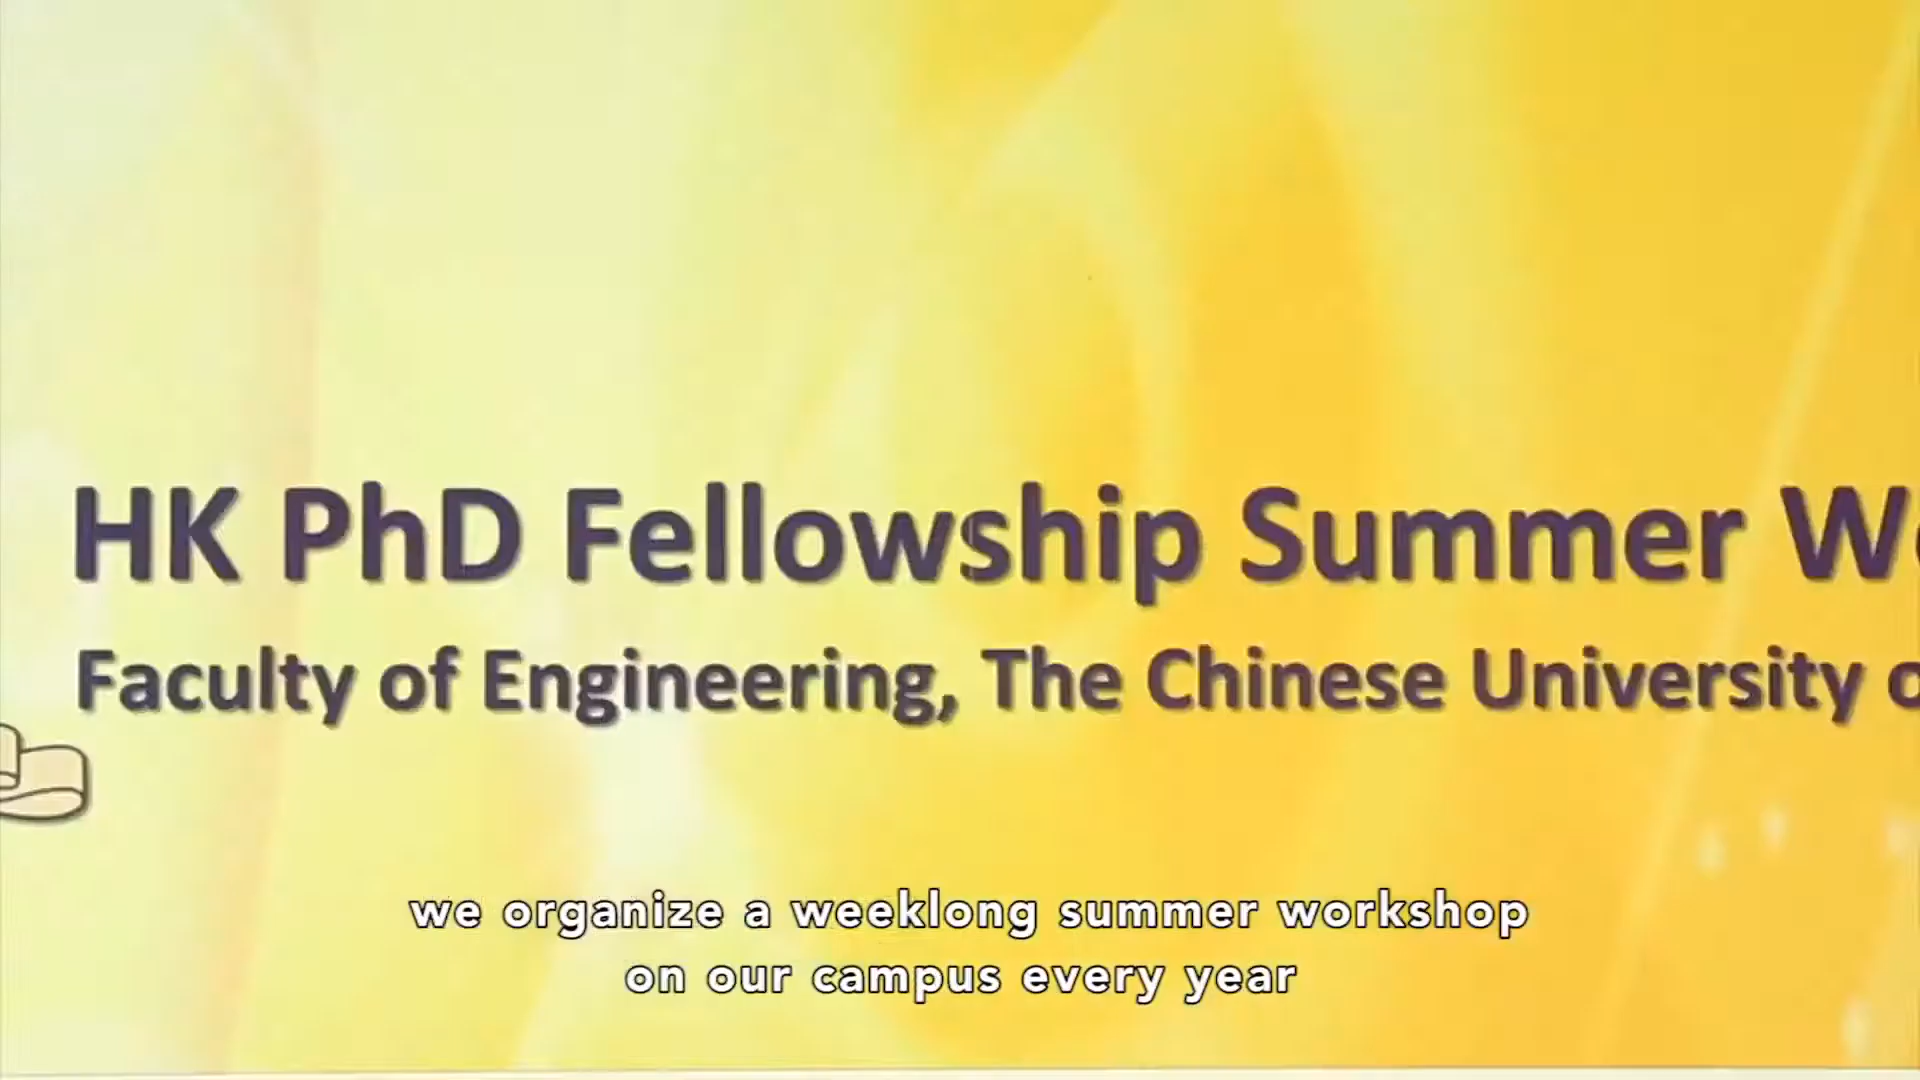 HK PhD Fellowship Summer
Faculty of Engineering, The Chinese University
we organize a weeklong summer workshop
on our campus every year